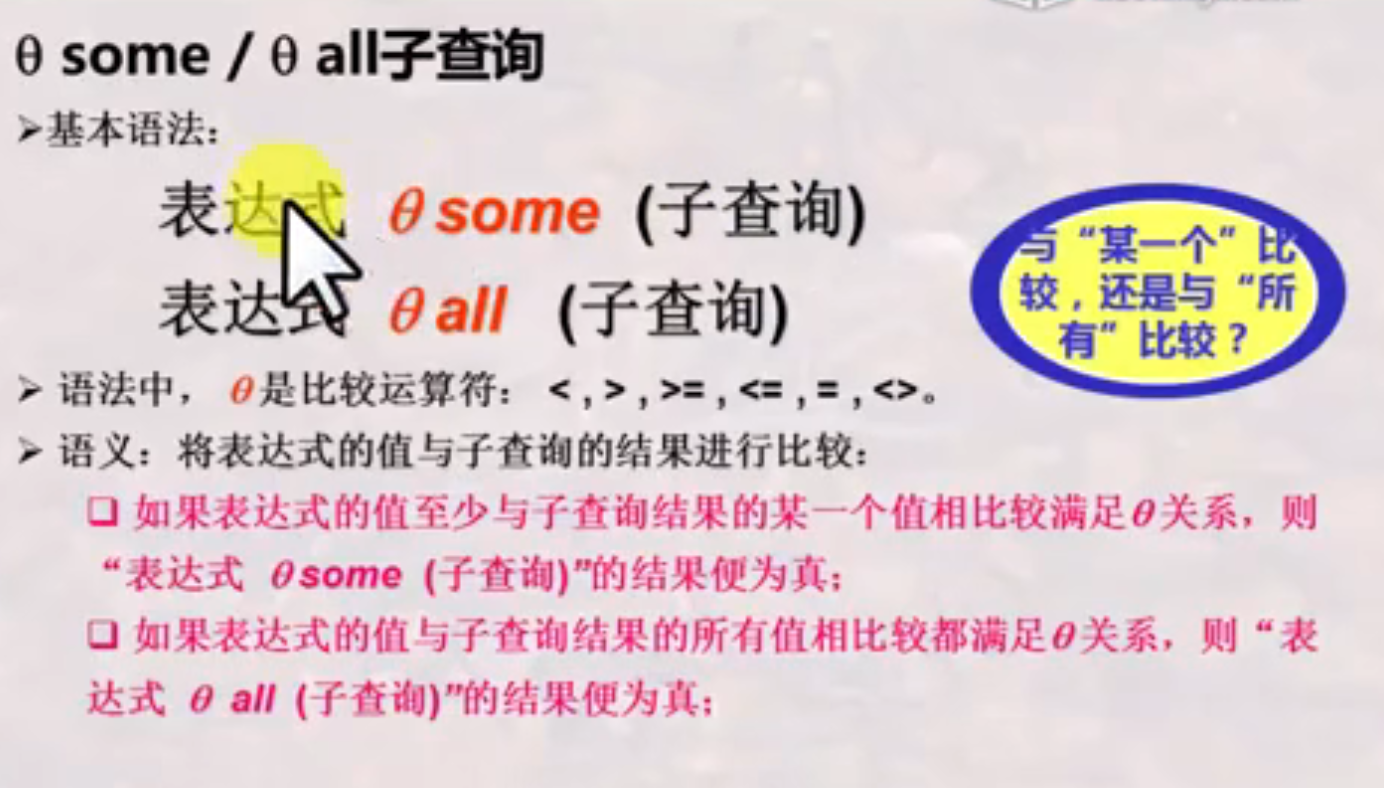 θ some / θ all子查询
➢基本语法：
表达式 θ some (子查询)
表达式 θ all (子查询)
与“某一个”比
较，还是与“所
有”比较？
➢ 语法中， θ是比较运算符： < , > , >= , <= , = , <>。
➢ 语义：将表达式的值与子查询的结果进行比较：
❑ 如果表达式的值至少与子查询结果的某一个值相比较满足θ关系，则
“表达式 θ some (子查询)”的结果便为真；
❑ 如果表达式的值与子查询结果的所有值相比较都满足θ关系，则“表
达式 θ all (子查询)”的结果便为真；